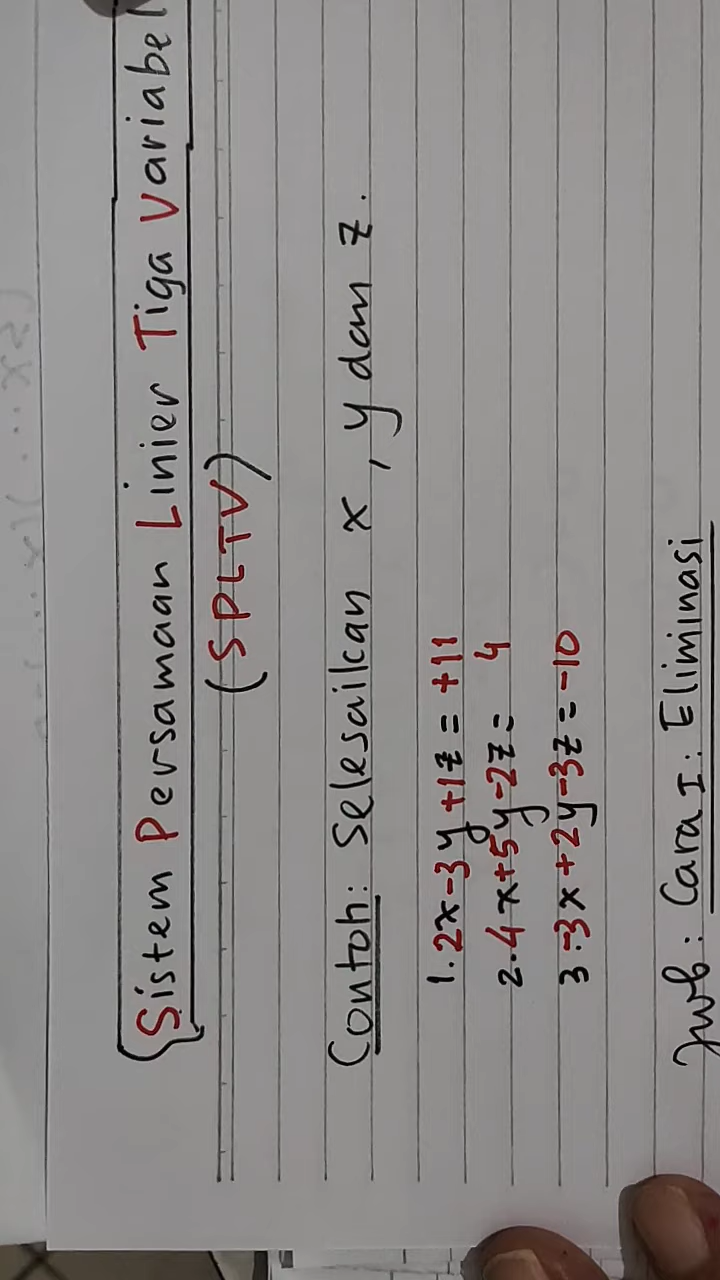 Sistem Persamaan Linier Tiga Variabel
(SPLTV)
Contoh: Selesailcan x, y dan z.
1. 2x-3y+1z = +11
2. 4x+5y-2z = 4
3. -3x+2y-3z = -10
Jwb: Cara I: Eliminasi